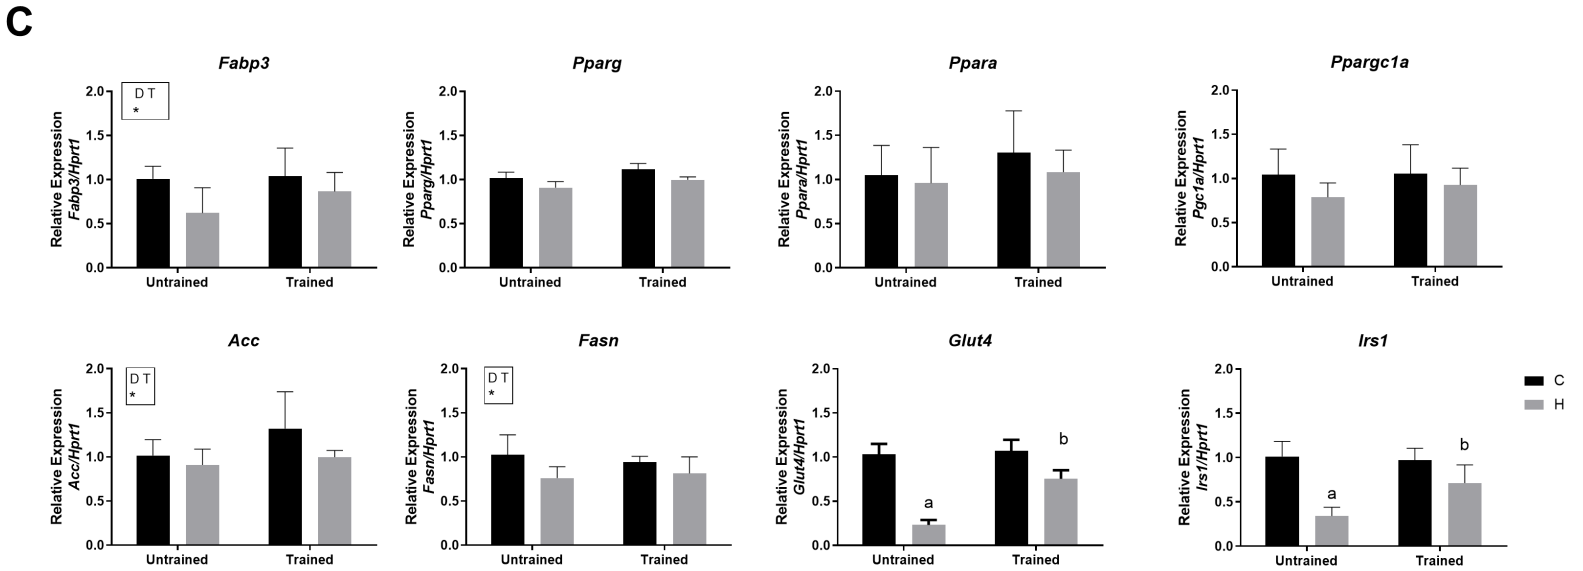 C
Fabp3
Relative Expression
Fabp3/Hprt1
2.0
1.5
1.0
0.5
0.0
D T
*
Untrained
Trained
Pparg
Relative Expression
Pparg/Hprt1
2.0
1.5
1.0
0.5
0.0
Untrained
Trained
Ppara
Relative Expression
Ppara/Hprt1
2.0
1.5
1.0
0.5
0.0
Untrained
Trained
Ppargc1a
Relative Expression
Pgc1a/Hprt1
2.0
1.5
1.0
0.5
0.0
Untrained
Trained
Acc
Relative Expression
Acc/Hprt1
2.0
1.5
1.0
0.5
0.0
D T
*
Untrained
Trained
Fasn
Relative Expression
Fasn/Hprt1
2.0
1.5
1.0
0.5
0.0
D T
*
Untrained
Trained
Glut4
Relative Expression
Glut4/Hprt1
2.0
1.5
1.0
0.5
0.0
a
b
Untrained
Trained
Irs1
Relative Expression
Irs1/Hprt1
2.0
1.5
1.0
0.5
0.0
a
b
Untrained
Trained
C
H